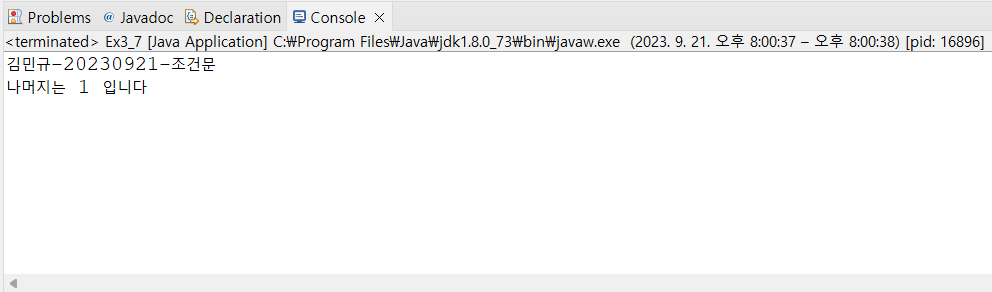 Problems @ Javadoc Declaration Console
<terminated> Ex3_7 [Java Application] C:₩Program Files₩Java₩jdk1.8.0_73₩bin₩javaw.exe (2023. 9. 21. 오후 8:00:37 – 오후 8:00:38) [pid: 16896]
김민규-20230921-조건문
나머지는 1 입니다